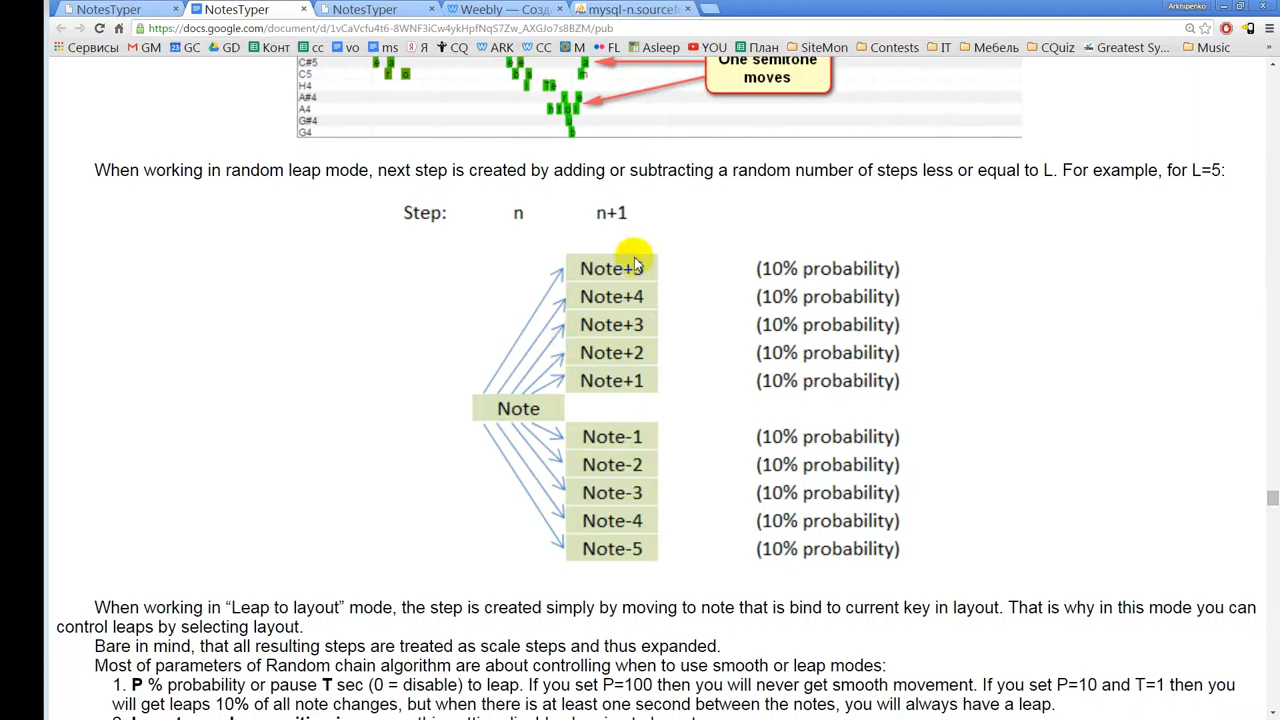 Arkhipenko
NotesTyper
NotesTyper
NotesTyper
Weebly — Созд
mysql-n.sourcef
https://docs.google.com/document/d/1vCaVcfu4t6-8WNF3iCw4ykHpfNqS7Zw_AXGJo7s8BZM/pub
Сервисы GM GC GD Конт cc vo ms Я CQ ARK CC M FL Asleep YOU План SiteMon Contests IT Мебель CQuiz Greatest Sy... Music
C#5
C5
H4
A#4
A4
G#4
G4
One semitone
moves
When working in random leap mode, next step is created by adding or subtracting a random number of steps less or equal to L. For example, for L=5:
Step: n n+1
Note+5 (10% probability)
Note+4 (10% probability)
Note+3 (10% probability)
Note+2 (10% probability)
Note+1 (10% probability)
Note
Note-1 (10% probability)
Note-2 (10% probability)
Note-3 (10% probability)
Note-4 (10% probability)
Note-5 (10% probability)
When working in “Leap to layout” mode, the step is created simply by moving to note that is bind to current key in layout. That is why in this mode you can
control leaps by selecting layout.
Bare in mind, that all resulting steps are treated as scale steps and thus expanded.
Most of parameters of Random chain algorithm are about controlling when to use smooth or leap modes:
1. P % probability or pause T sec (0 = disable) to leap. If you set P=100 then you will never get smooth movement. If you set P=10 and T=1 then you
will get leaps 10% of all note changes, but when there is at least one second between the notes, you will always have a leap.